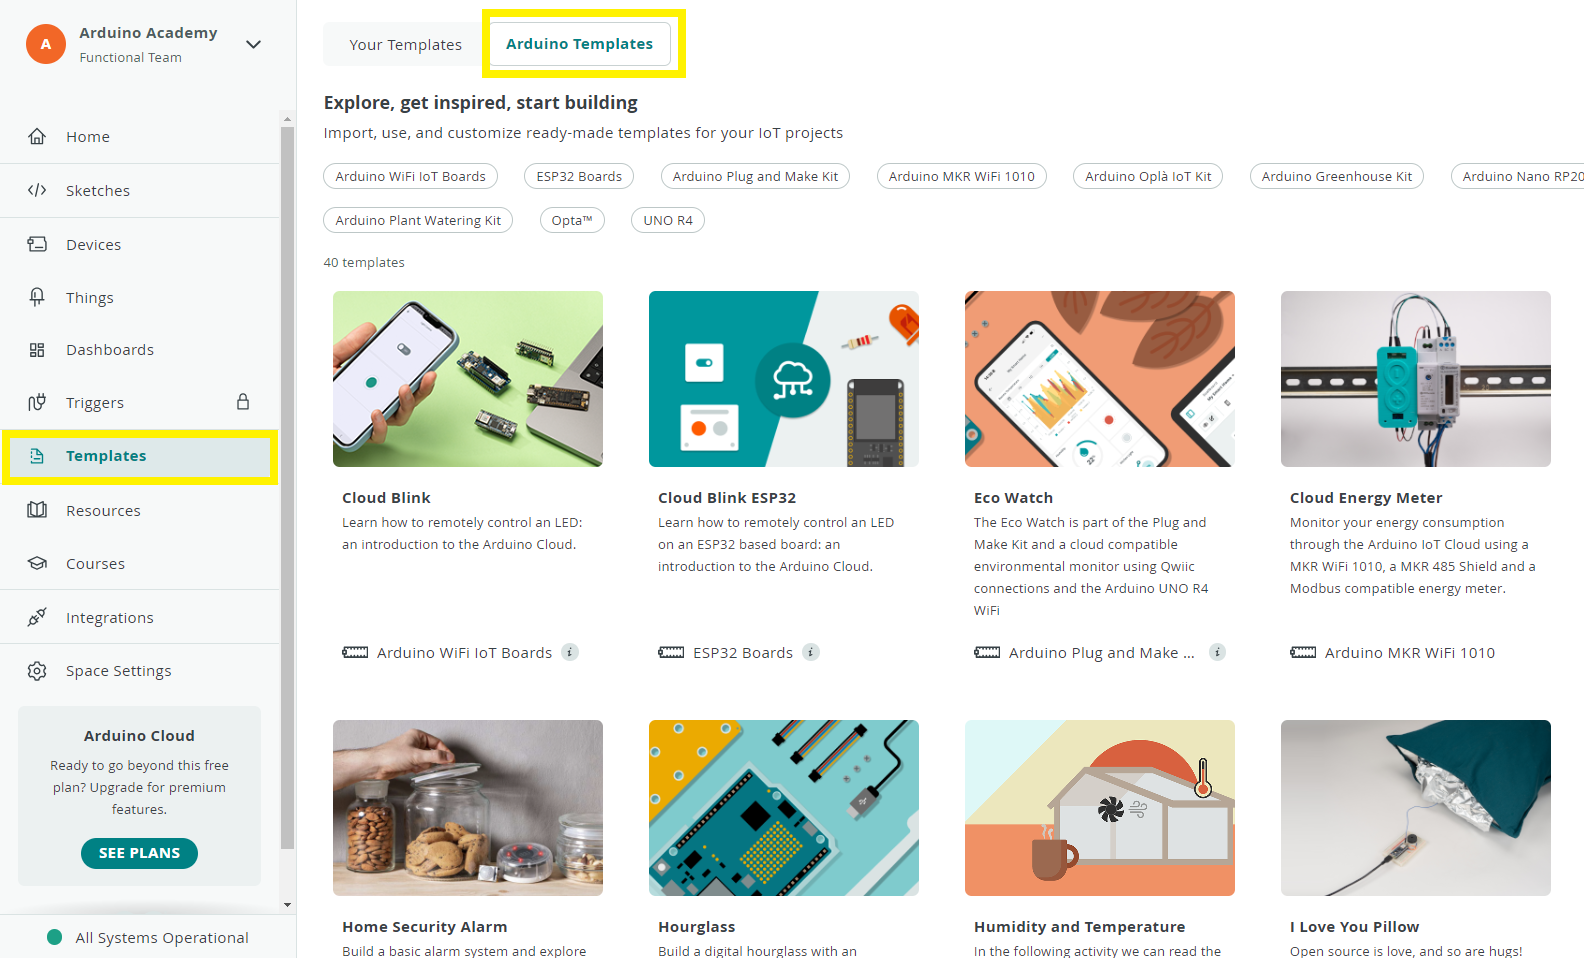 A
Arduino Academy
Functional Team
Home
Sketches
Devices
Things
Dashboards
Triggers
Templates
Resources
Courses
Integrations
Space Settings
Arduino Cloud
Ready to go beyond this free
plan? Upgrade for premium
features.
SEE PLANS
All Systems Operational
Your Templates
Arduino Templates
Explore, get inspired, start building
Import, use, and customize ready-made templates for your IoT projects
Arduino WiFi IoT Boards
ESP32 Boards
Arduino Plug and Make Kit
Arduino MKR WiFi 1010
Arduino Oplà IoT Kit
Arduino Greenhouse Kit
Arduino Nano RP20
Arduino Plant Watering Kit
Opta™
UNO R4
40 templates
Cloud Blink
Learn how to remotely control an LED:
an introduction to the Arduino Cloud.
Arduino WiFi IoT Boards
i
Cloud Blink ESP32
Learn how to remotely control an LED
on an ESP32 based board: an
introduction to the Arduino Cloud.
ESP32 Boards
i
Eco Watch
The Eco Watch is part of the Plug and
Make Kit and a cloud compatible
environmental monitor using Qwiic
connections and the Arduino UNO R4
WiFi
Arduino Plug and Make ...
i
Cloud Energy Meter
Monitor your energy consumption
through the Arduino IoT Cloud using a
MKR WiFi 1010, a MKR 485 Shield and a
Modbus compatible energy meter.
Arduino MKR WiFi 1010
Home Security Alarm
Build a basic alarm system and explore
Hourglass
Build a digital hourglass with an
Humidity and Temperature
In the following activity we can read the
I Love You Pillow
Open source is love, and so are hugs!